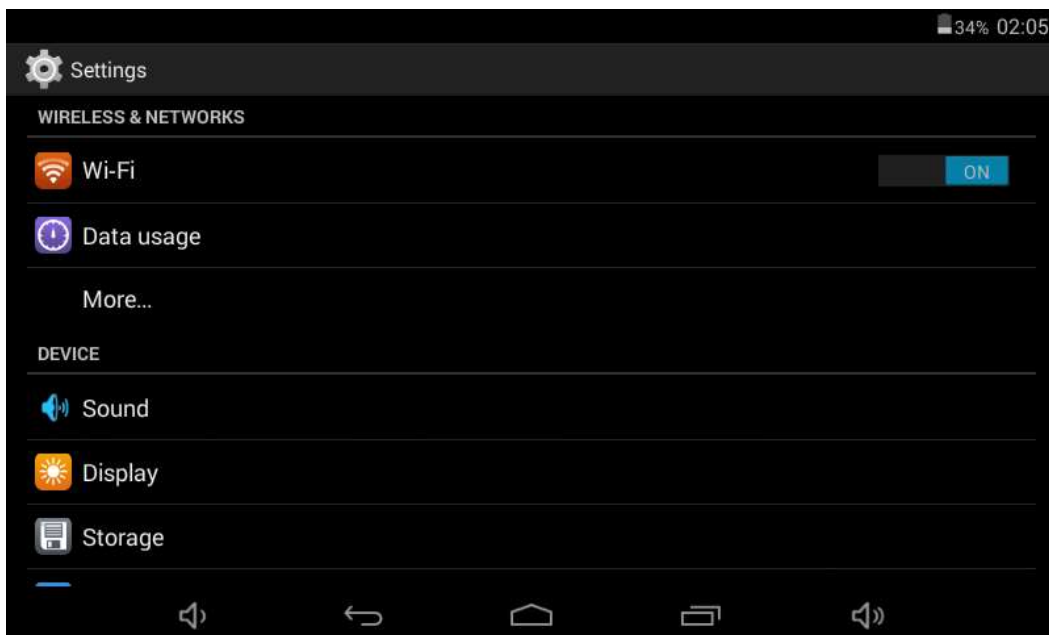 34% 02:05
Settings
WIRELESS & NETWORKS
Wi-Fi
ON
Data usage
More...
DEVICE
Sound
Display
Storage